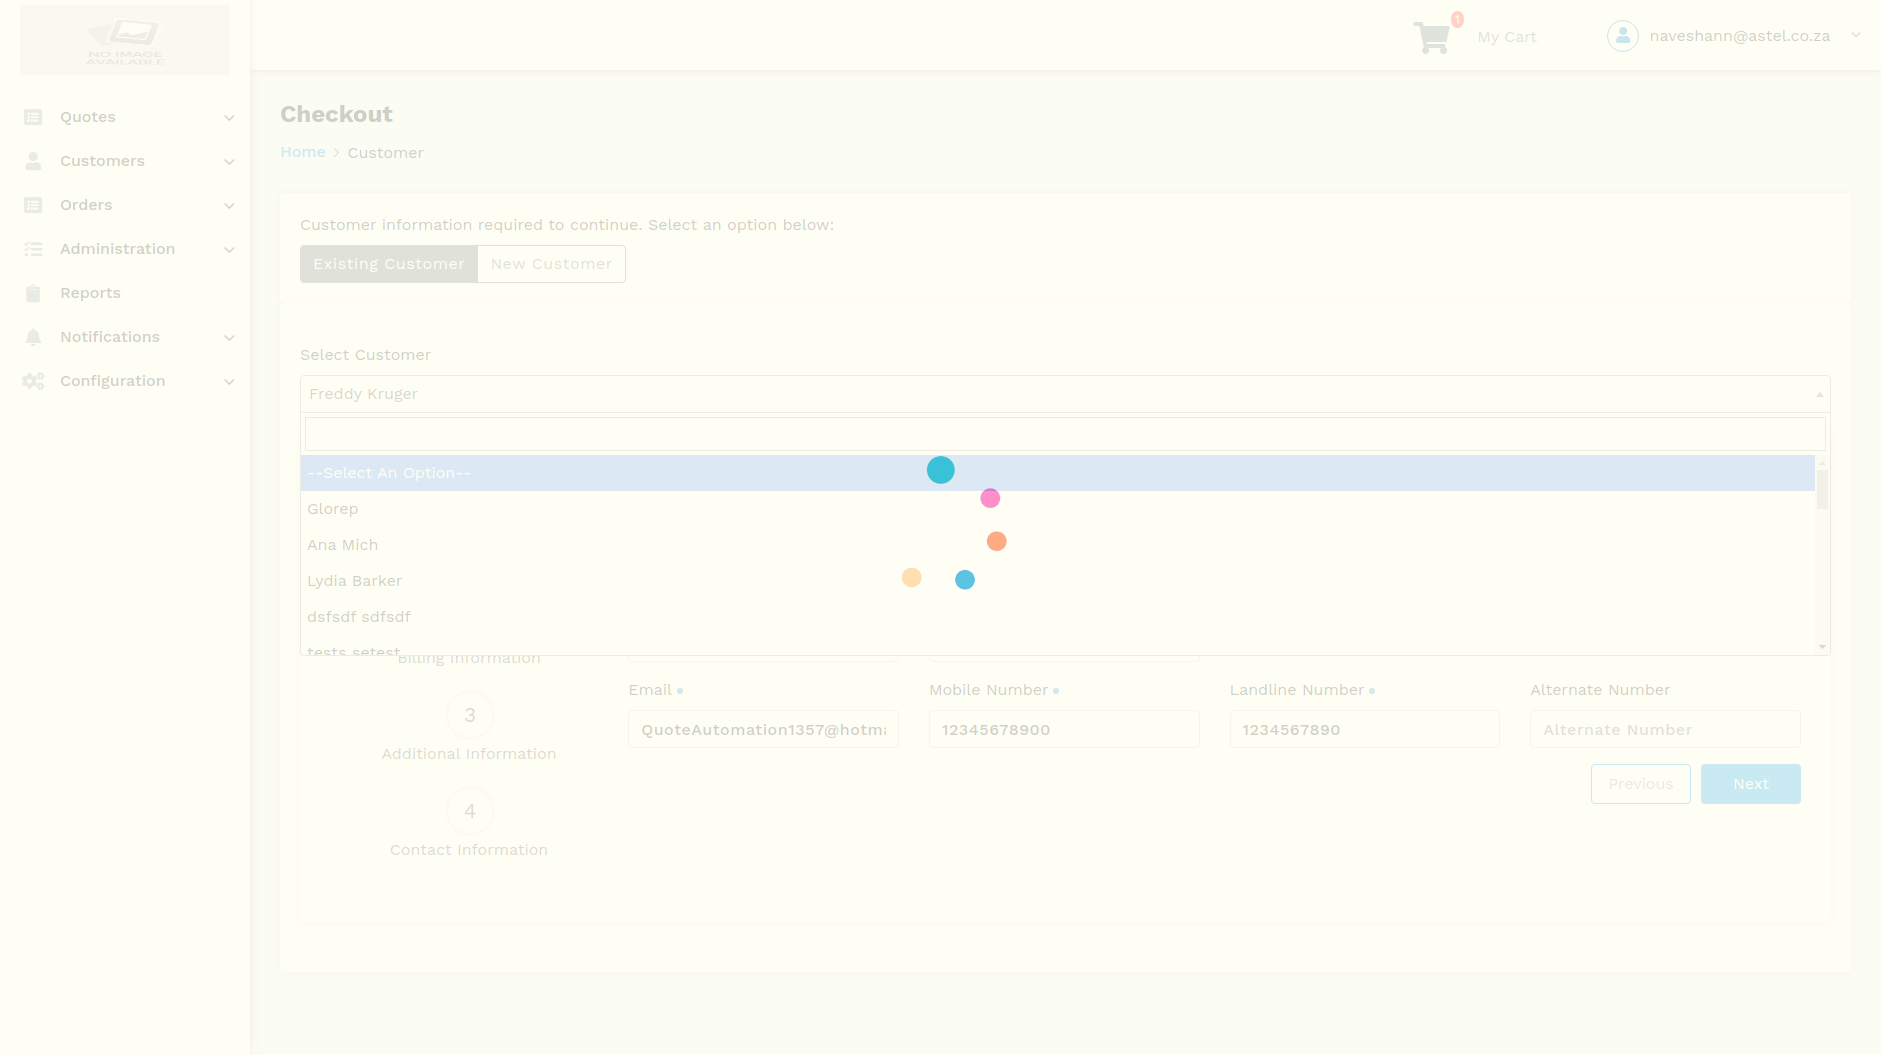 NO IMAGE
AVAILABLE
1
My Cart
naveshann@astel.co.za
Quotes
Customers
Orders
Administration
Reports
Notifications
Configuration
Checkout
Home > Customer
Customer information required to continue. Select an option below:
Existing Customer New Customer
Select Customer
Freddy Kruger
--Select An Option--
Glorep
Ana Mich
Lydia Barker
dsfsdf sdfsdf
tests setest
Billing Information
3
Additional Information
4
Contact Information
Email Mobile Number Landline Number Alternate Number
QuoteAutomation1357@hotma 12345678900 1234567890 Alternate Number
Previous Next